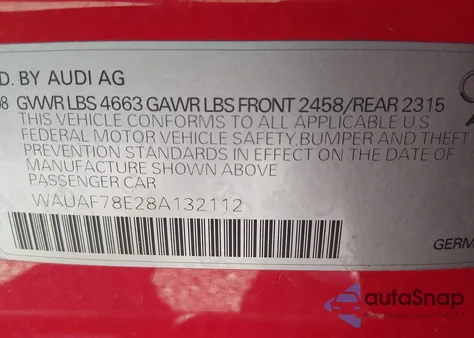 D. BY AUDI AG
08 GVWR LBS 4663 GAWR LBS FRONT 2458/REAR 2315
THIS VEHICLE CONFORMS TO ALL APPLICABLE U.S
FEDERAL MOTOR VEHICLE SAFETY,BUMPER AND THEFT
PREVENTION STANDARDS IN EFFECT ON THE DATE OF
MANUFACTURE SHOWN ABOVE
PASSENGER CAR
WAUAF78E28A132112
GERM
autoSnap